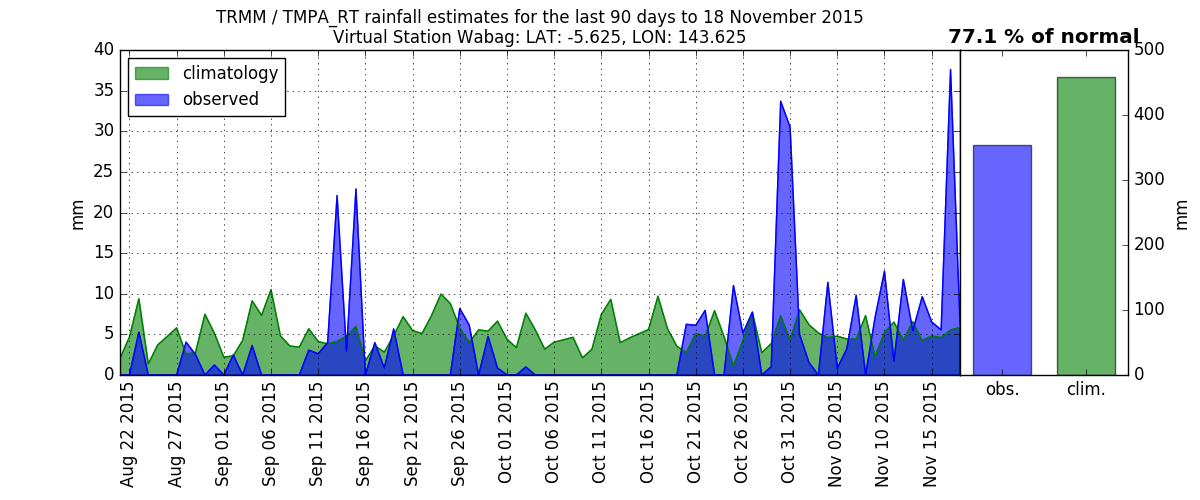 TRMM / TMPA_RT rainfall estimates for the last 90 days to 18 November 2015
Virtual Station Wabag: LAT: -5.625, LON: 143.625
77.1 % of normal
climatology
observed
mm
40
35
30
25
20
15
10
5
0
500
400
300
200
100
0
mm
Aug 22 2015
Aug 27 2015
Sep 01 2015
Sep 06 2015
Sep 11 2015
Sep 16 2015
Sep 21 2015
Sep 26 2015
Oct 01 2015
Oct 06 2015
Oct 11 2015
Oct 16 2015
Oct 21 2015
Oct 26 2015
Oct 31 2015
Nov 05 2015
Nov 10 2015
Nov 15 2015
obs.
clim.